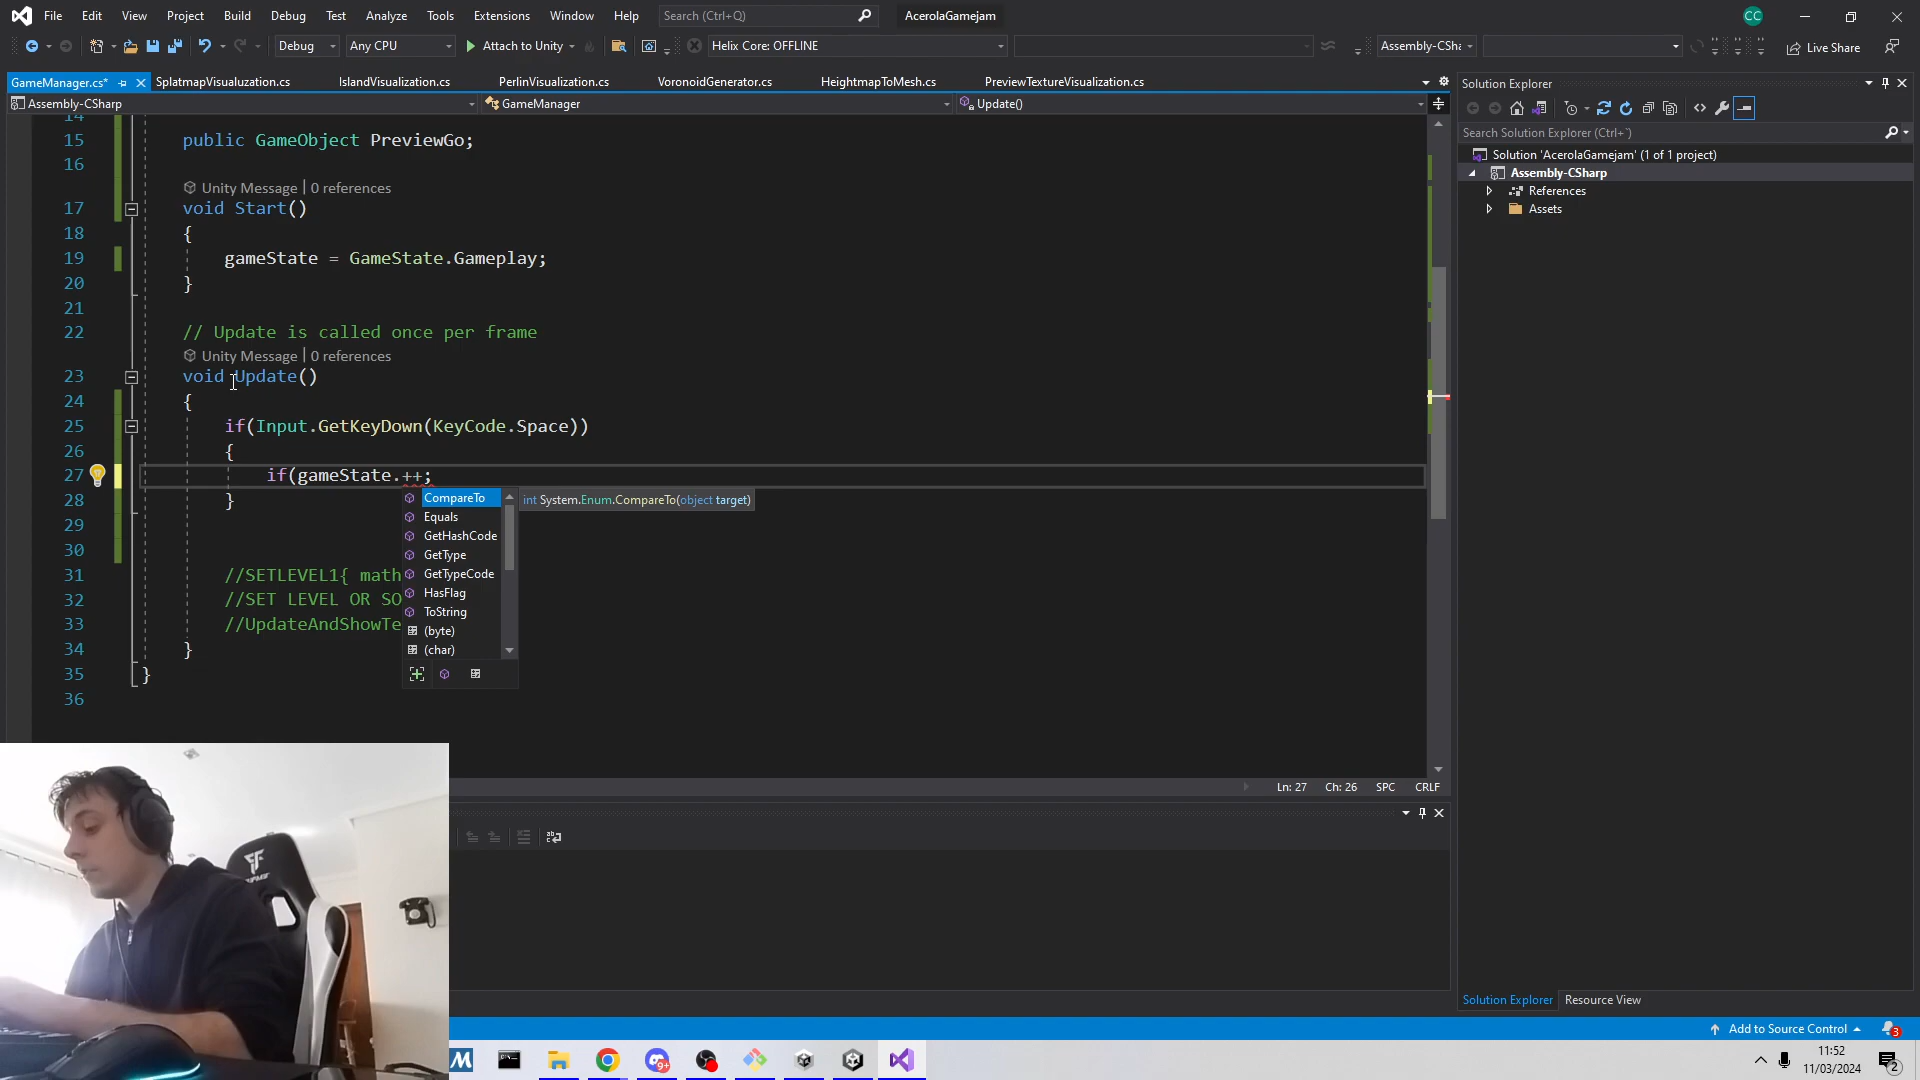 File Edit View Project Build Debug Test Analyze Tools Extensions Window Help Search (Ctrl+Q) AcerolaGamejam CC
Debug Any CPU Attach to Unity Helix Core: OFFLINE Assembly-CSha Live Share
GameManager.cs* SplatmapVisualuzation.cs IslandVisualization.cs PerlinVisualization.cs VoronoidGenerator.cs HeightmapToMesh.cs PreviewTextureVisualization.cs
Assembly-CSharp GameManager Update()
14
15 public GameObject PreviewGo;
16
Unity Message | 0 references
17 void Start()
18 {
19 gameState = GameState.Gameplay;
20 }
21
22 // Update is called once per frame
Unity Message | 0 references
23 void Update()
24 {
25 if(Input.GetKeyDown(KeyCode.Space))
26 {
27 if(gameState.++;
28 }
29
30
31 //SETLEVEL1{ math
32 //SET LEVEL OR SO
33 //UpdateAndShowTe
34 }
35 }
36
CompareTo
Equals
GetHashCode
GetType
GetTypeCode
HasFlag
ToString
(byte)
(char)
int System.Enum.CompareTo(object target)
Ln: 27 Ch: 26 SPC CRLF
Solution Explorer
Search Solution Explorer (Ctrl+¨)
Solution 'AcerolaGamejam' (1 of 1 project)
Assembly-CSharp
References
Assets
Solution Explorer Resource View
Add to Source Control 3
9+
11:52
11/03/2024
2